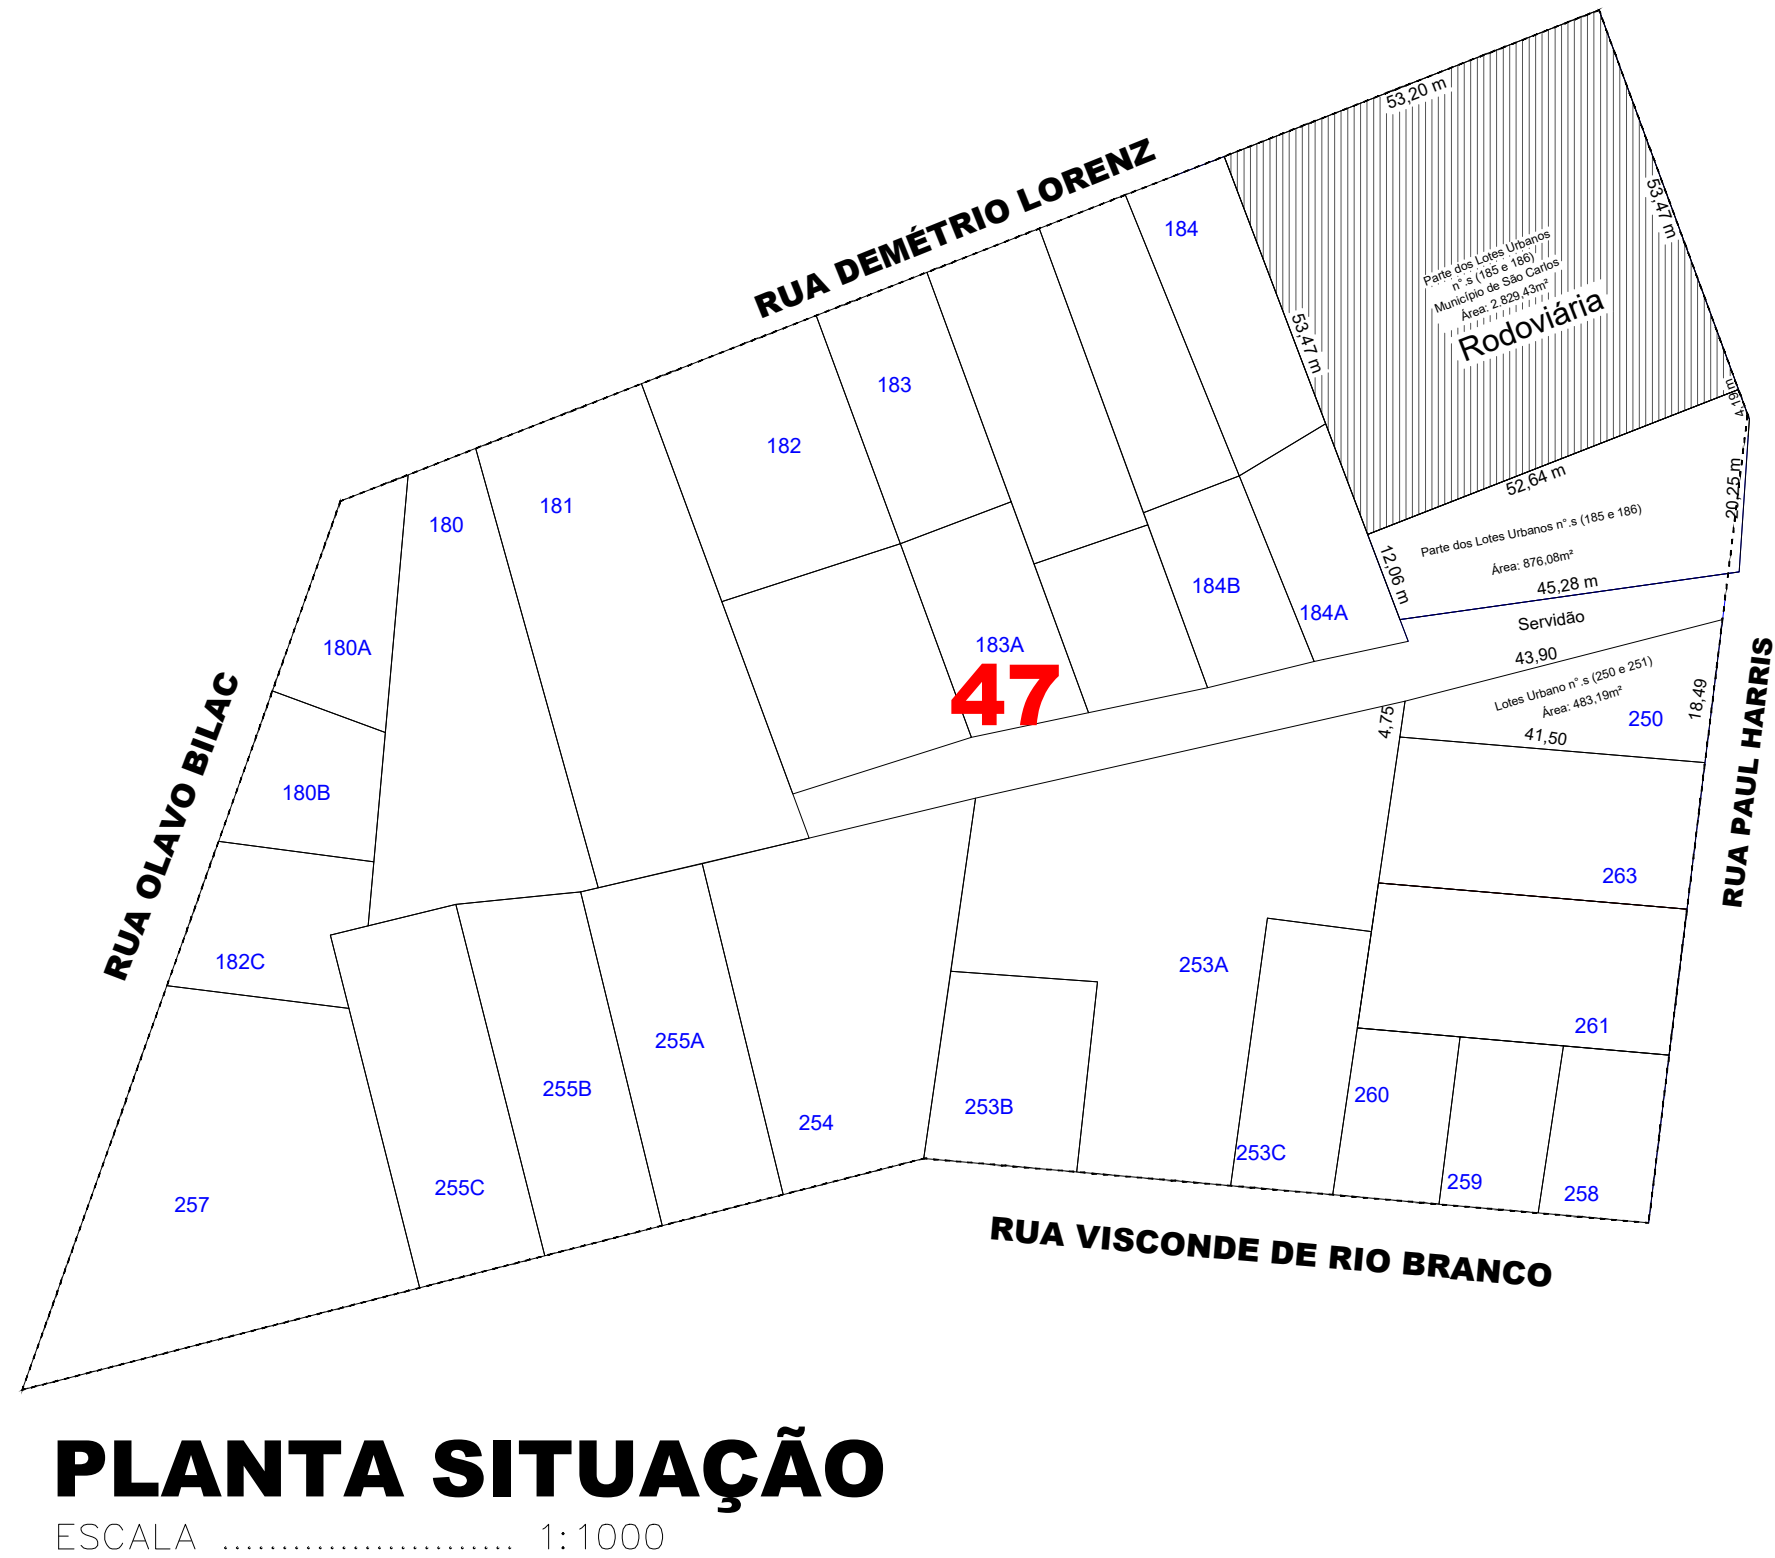 53,20 m
RUA DEMÉTRIO LORENZ
184
53,47 m
Parte dos Lotes Urbanos
n°.s (185 e 186)
Município de São Carlos
Área: 2.829,43m²
Rodoviária
53,47 m
183
182
4,19m
181
180
52,64 m
20,25 m
Parte dos Lotes Urbanos n°.s (185 e 186)
Área: 876,08m²
12,06 m
45,28 m
184B
184A
Servidão
180A
183A
47
43,90
Lotes Urbano n°.s (250 e 251)
Área: 483,19m²
250
18,49
4,75
41,50
RUA PAUL HARRIS
RUA OLAVO BILAC
180B
263
182C
253A
261
255A
255B
260
253B
254
253C
255C
259
258
257
RUA VISCONDE DE RIO BRANCO
PLANTA SITUAÇÃO
ESCALA ........................ 1:1000